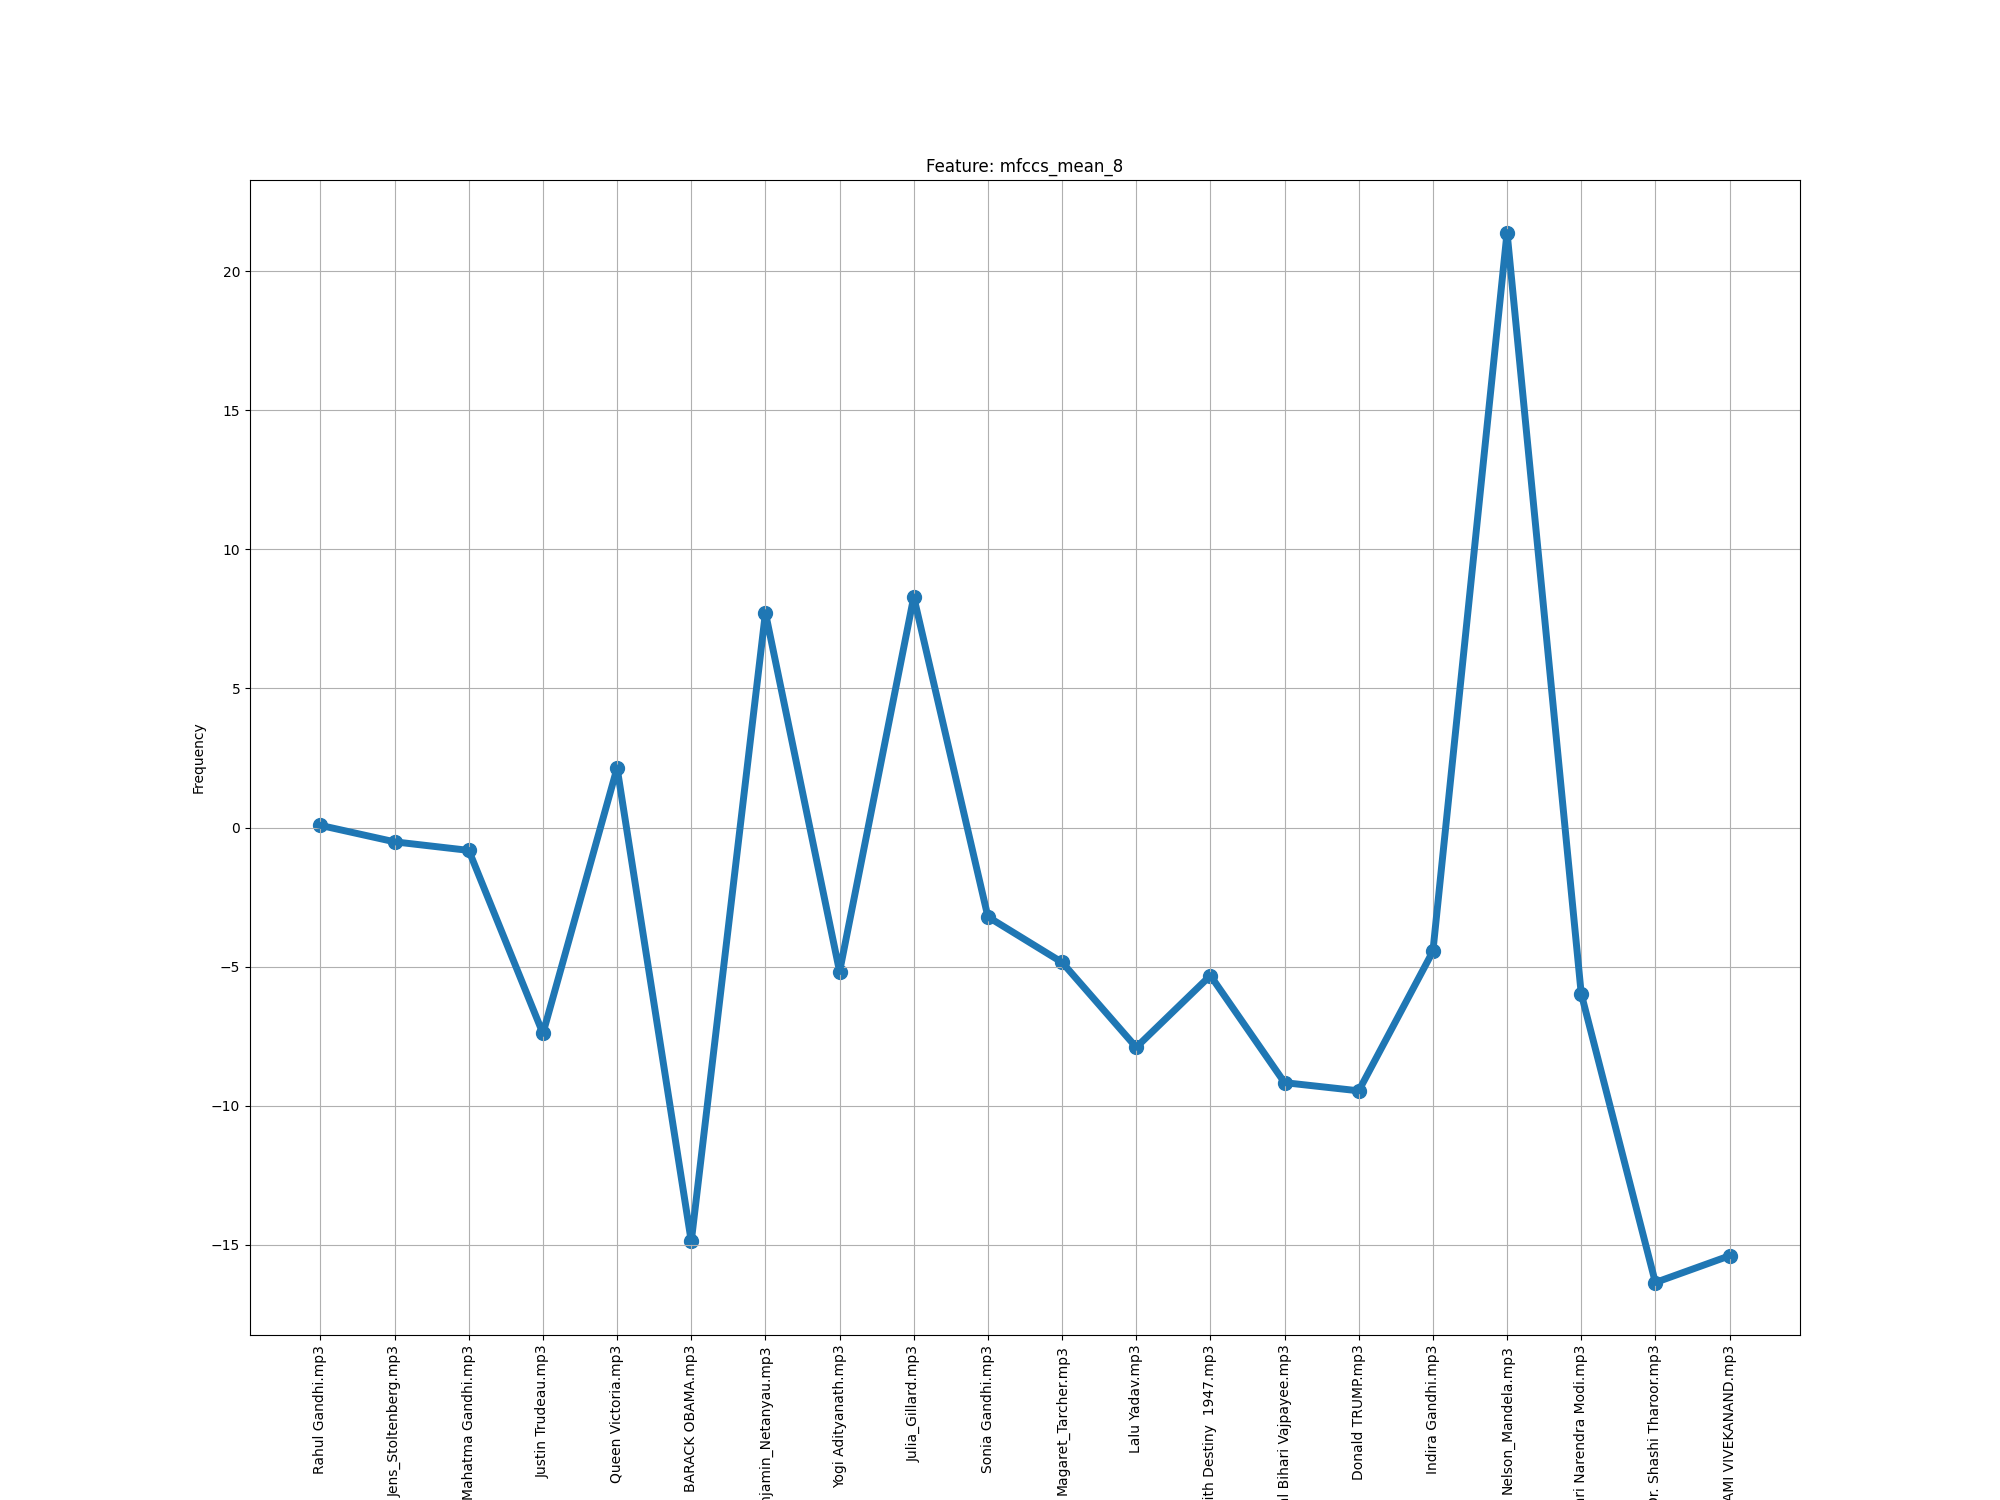 Feature: mfccs_mean_8
Frequency
20
15
10
5
0
−5
−10
−15
Rahul Gandhi.mp3
Jens_Stoltenberg.mp3
Mahatma Gandhi.mp3
Justin Trudeau.mp3
Queen Victoria.mp3
BARACK OBAMA.mp3
njamin_Netanyau.mp3
Yogi Adityanath.mp3
Julia_Gillard.mp3
Sonia Gandhi.mp3
Magaret_Tarcher.mp3
Lalu Yadav.mp3
ith Destiny  1947.mp3
al Bihari Vajpayee.mp3
Donald TRUMP.mp3
Indira Gandhi.mp3
Nelson_Mandela.mp3
ri Narendra Modi.mp3
r. Shashi Tharoor.mp3
AMI VIVEKANAND.mp3